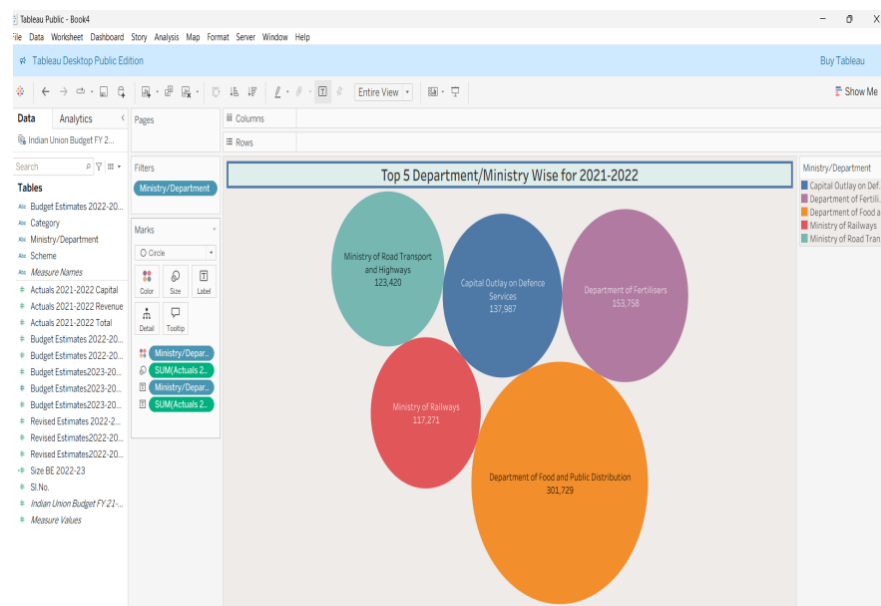 Tableau Public - Book4
File Data Worksheet Dashboard Story Analysis Map Format Server Window Help
Tableau Desktop Public Edition
Buy Tableau
Entire View
Show Me
Data Analytics
Indian Union Budget FY 2...
Search
Tables
Abc Budget Estimates 2022-20...
Abc Category
Abc Ministry/Department
Abc Scheme
Abc Measure Names
# Actuals 2021-2022 Capital
# Actuals 2021-2022 Revenue
# Actuals 2021-2022 Total
# Budget Estimates 2022-20...
# Budget Estimates 2022-20...
# Budget Estimates2023-20...
# Budget Estimates2023-20...
# Budget Estimates2023-20...
# Revised Estimates 2022-2...
# Revised Estimates2022-20...
# Revised Estimates2022-20...
Size BE 2022-23
# Sl.No.
# Indian Union Budget FY 21-...
# Measure Values
Pages
Filters
Ministry/Department
Marks
Circle
Color Size Label
Detail Tooltip
Ministry/Depar..
SUM(Actuals 2..
Ministry/Depar..
SUM(Actuals 2..
Columns
Rows
Top 5 Department/Ministry Wise for 2021-2022
Ministry of Road Transport
and Highways
123,420
Capital Outlay on Defence
Services
137,987
Department of Fertilisers
153,758
Ministry of Railways
117,271
Department of Food and Public Distribution
301,729
Ministry/Department
Capital Outlay on Def.
Department of Fertili.
Department of Food a
Ministry of Railways
Ministry of Road Tran